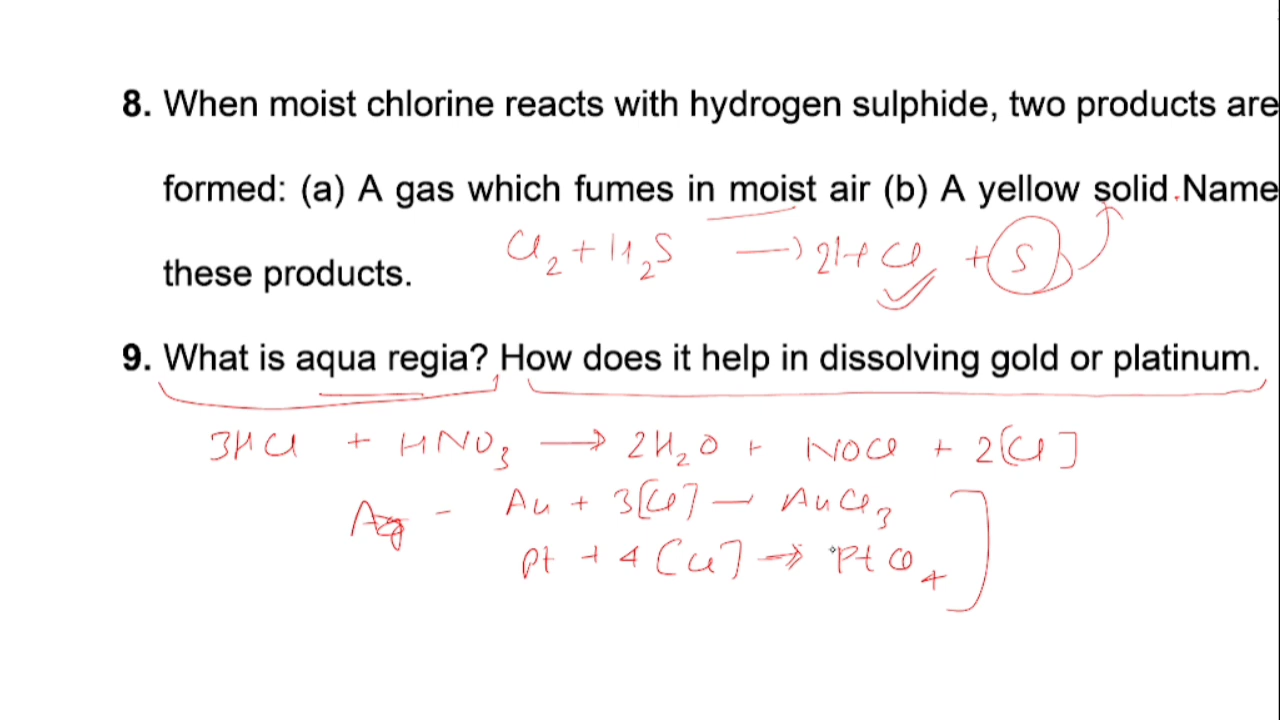 8. When moist chlorine reacts with hydrogen sulphide, two products are
formed: (a) A gas which fumes in moist air (b) A yellow solid.Name
Cl₂ + H₂S → 2HCl + S
these products.
9. What is aqua regia? How does it help in dissolving gold or platinum.
3HCl + HNO₃ → 2H₂O + NOCl + 2[Cl]
Au + 3[Cl] — AuCl₃
Pt + 4[Cl] → PtCl₄